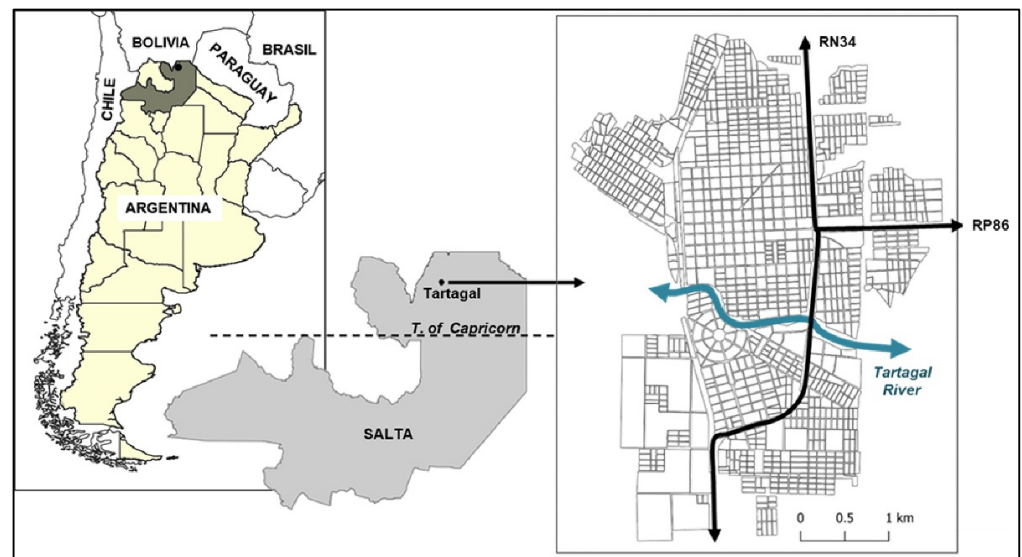 BOLIVIA
BRASIL
PARAGUAY
CHILE
ARGENTINA
Tartagal
T. of Capricorn
SALTA
RN34
RP86
Tartagal
River
0 0.5 1 km